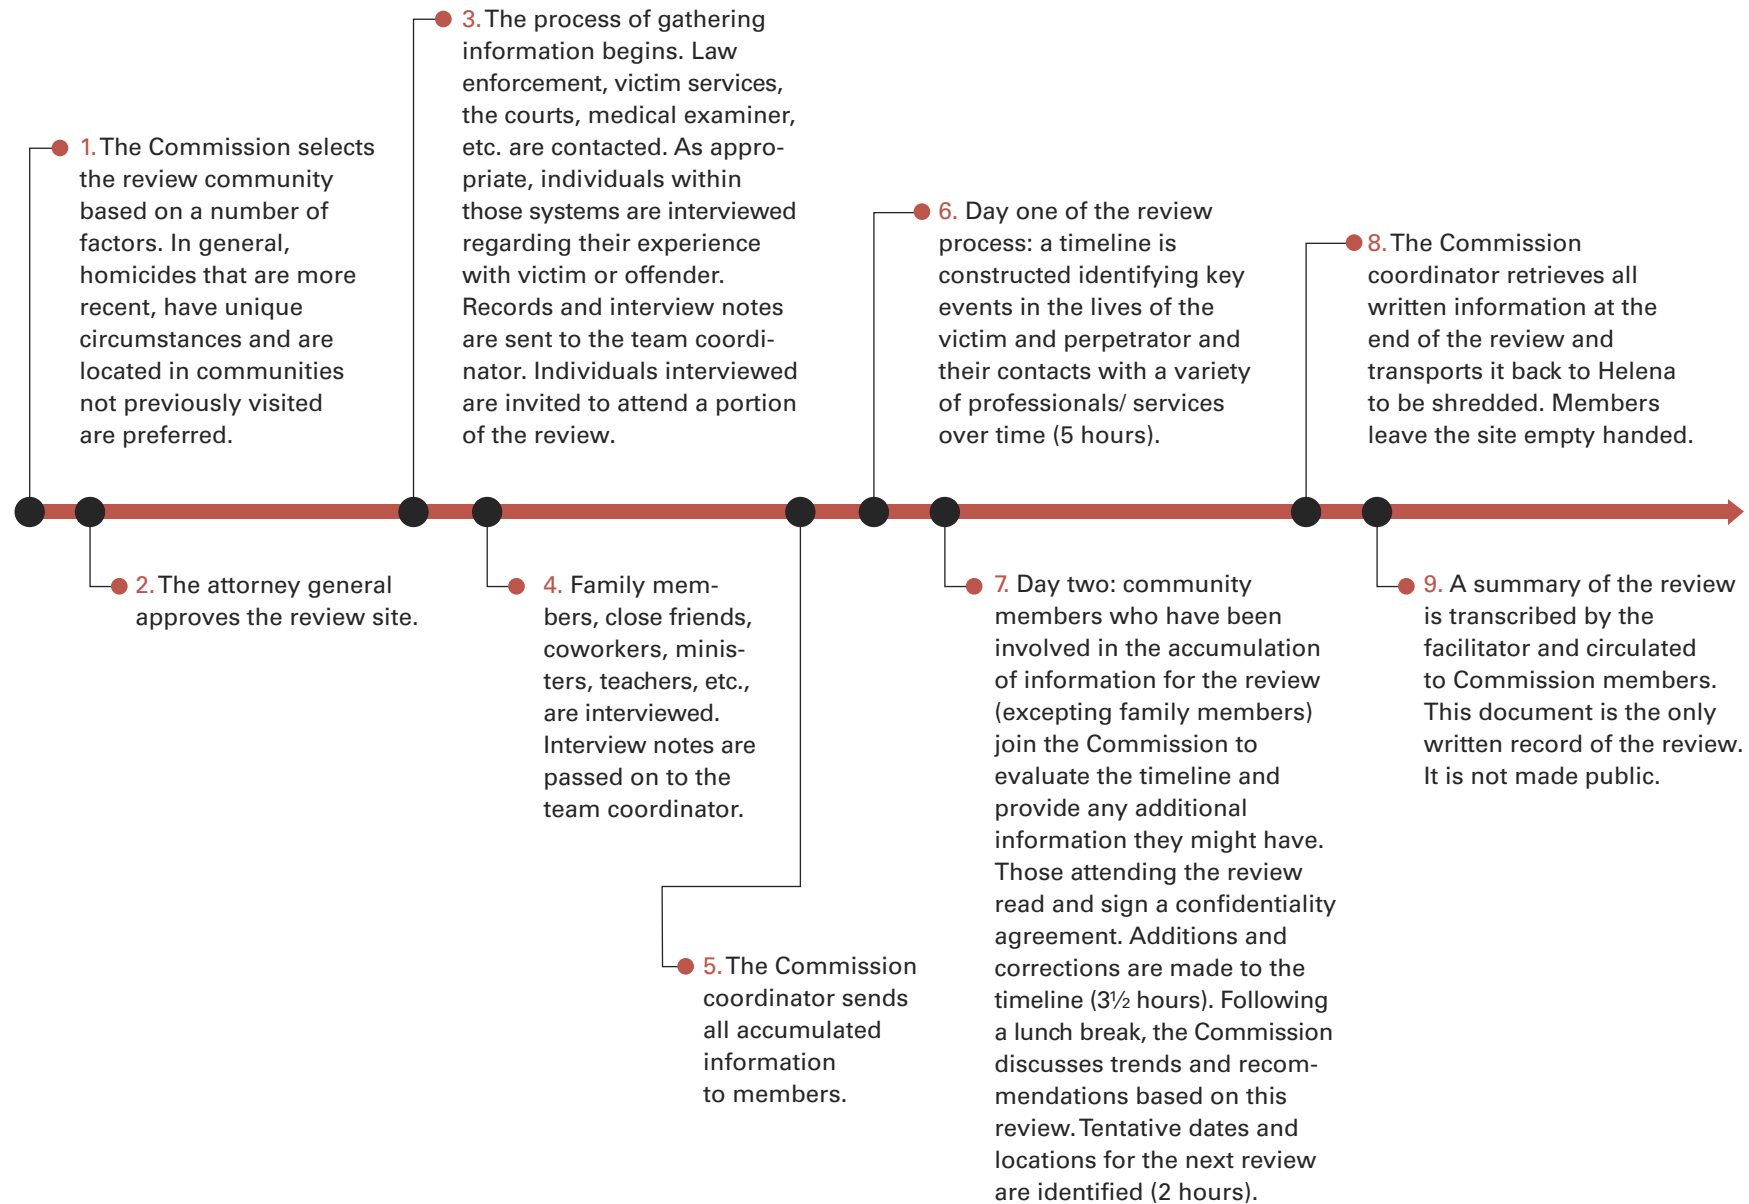 1. The Commission selects
the review community
based on a number of
factors. In general,
homicides that are more
recent, have unique
circumstances and are
located in communities
not previously visited
are preferred.
2. The attorney general
approves the review site.
3. The process of gathering
information begins. Law
enforcement, victim services,
the courts, medical examiner,
etc. are contacted. As appro-
priate, individuals within
those systems are interviewed
regarding their experience
with victim or offender.
Records and interview notes
are sent to the team coordi-
nator. Individuals interviewed
are invited to attend a portion
of the review.
4. Family mem-
bers, close friends,
coworkers, minis-
ters, teachers, etc.,
are interviewed.
Interview notes are
passed on to the
team coordinator.
5. The Commission
coordinator sends
all accumulated
information
to members.
6. Day one of the review
process: a timeline is
constructed identifying key
events in the lives of the
victim and perpetrator and
their contacts with a variety
of professionals/ services
over time (5 hours).
7. Day two: community
members who have been
involved in the accumulation
of information for the review
(excepting family members)
join the Commission to
evaluate the timeline and
provide any additional
information they might have.
Those attending the review
read and sign a confidentiality
agreement. Additions and
corrections are made to the
timeline (3½ hours). Following
a lunch break, the Commission
discusses trends and recom-
mendations based on this
review. Tentative dates and
locations for the next review
are identified (2 hours).
8. The Commission
coordinator retrieves all
written information at the
end of the review and
transports it back to Helena
to be shredded. Members
leave the site empty handed.
9. A summary of the review
is transcribed by the
facilitator and circulated
to Commission members.
This document is the only
written record of the review.
It is not made public.